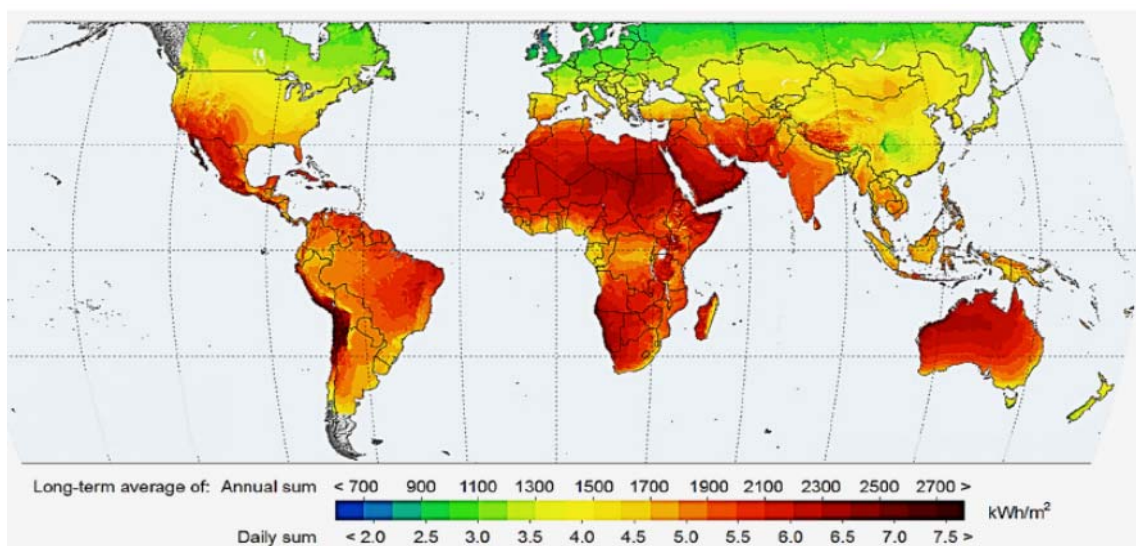 Long-term average of: Annual sum < 700 900 1100 1300 1500 1700 1900 2100 2300 2500 2700 >
kWh/m²
Daily sum < 2.0 2.5 3.0 3.5 4.0 4.5 5.0 5.5 6.0 6.5 7.0 7.5 >